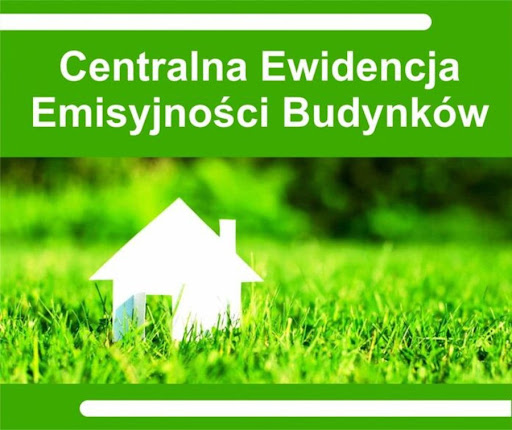 Centralna Ewidencja
Emisyjności Budynków